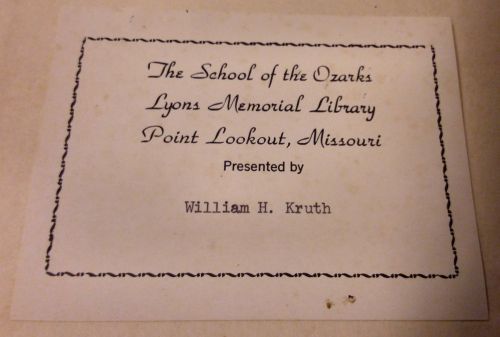 The School of the Ozarks
Lyons Memorial Library
Point Lookout, Missouri
Presented by
William H. Kruth